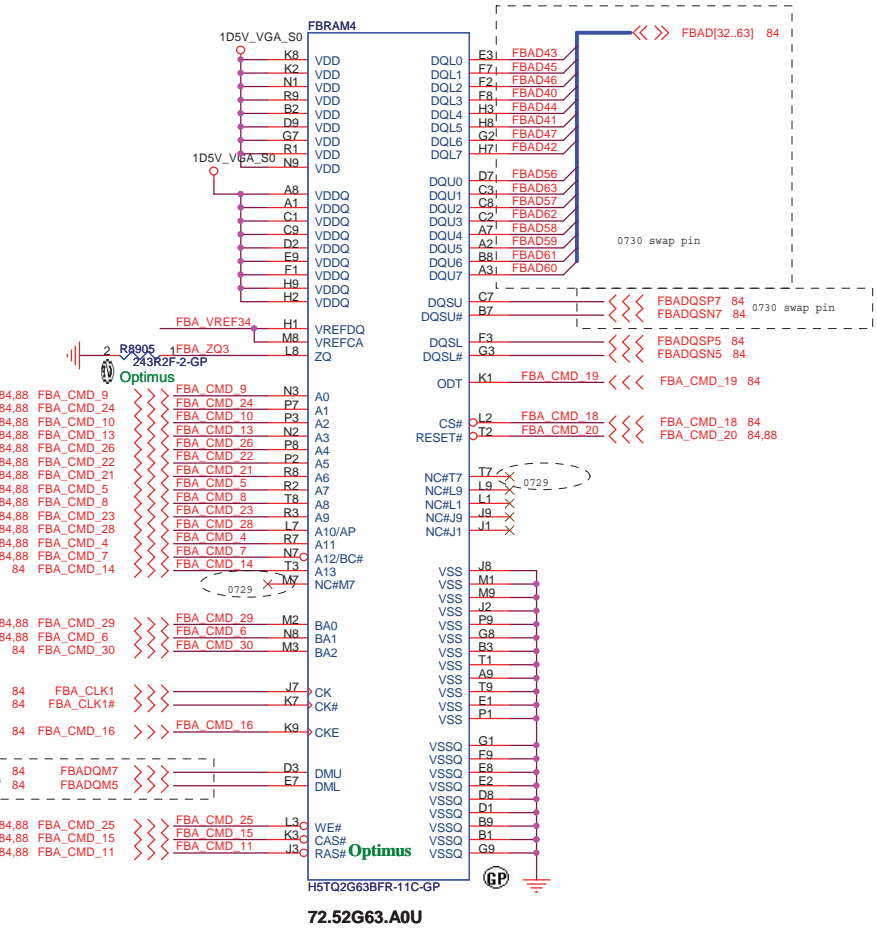 FBRAM4
1D5V_VGA_S0
FBAD[32..63] 84
K8 VDD DQL0 E3 FBAD43
K2 VDD DQL1 F7 FBAD45
N1 VDD DQL2 F2 FBAD46
R9 VDD DQL3 F8 FBAD40
B2 VDD DQL4 H3 FBAD44
D9 VDD DQL5 H8 FBAD41
G7 VDD DQL6 G2 FBAD47
R1 VDD DQL7 H7 FBAD42
1D5V_VGA_S0
N9 VDD
A8 VDDQ DQU0 D7 FBAD56
A1 VDDQ DQU1 C3 FBAD63
C1 VDDQ DQU2 C8 FBAD57
C9 VDDQ DQU3 C2 FBAD62
D2 VDDQ DQU4 A7 FBAD58
E9 VDDQ DQU5 A2 FBAD59
F1 VDDQ DQU6 B8 FBAD61
H9 VDDQ DQU7 A3 FBAD60
H2 VDDQ
0730 swap pin
DQSU C7 FBADQSP7 84
DQSU# B7 FBADQSN7 84
0730 swap pin
FBA_VREF34 H1 VREFDQ
M8 VREFCA
DQSL F3 FBADQSP5 84
DQSL# G3 FBADQSN5 84
2 R8905 1 FBA_ZQ3 L8 ZQ
243R2F-2-GP
Optimus
ODT K1 FBA_CMD_19 FBA_CMD_19 84
84,88 FBA_CMD_9 FBA_CMD_9 N3 A0
84,88 FBA_CMD_24 FBA_CMD_24 P7 A1
84,88 FBA_CMD_10 FBA_CMD_10 P3 A2
84,88 FBA_CMD_13 FBA_CMD_13 N2 A3
84,88 FBA_CMD_26 FBA_CMD_26 P8 A4
84,88 FBA_CMD_22 FBA_CMD_22 P2 A5
84,88 FBA_CMD_21 FBA_CMD_21 R8 A6
84,88 FBA_CMD_5 FBA_CMD_5 R2 A7
84,88 FBA_CMD_8 FBA_CMD_8 T8 A8
84,88 FBA_CMD_23 FBA_CMD_23 R3 A9
84,88 FBA_CMD_28 FBA_CMD_28 L7 A10/AP
84,88 FBA_CMD_4 FBA_CMD_4 R7 A11
84,88 FBA_CMD_7 FBA_CMD_7 N7 A12/BC#
84 FBA_CMD_14 FBA_CMD_14 T3 A13
0729 M7 NC#M7
CS# L2 FBA_CMD_18 FBA_CMD_18 84
RESET# T2 FBA_CMD_20 FBA_CMD_20 84,88
NC#T7 T7 0729
NC#L9 L9
NC#L1 L1
NC#J9 J9
NC#J1 J1
VSS J8
VSS M1
VSS M9
VSS J2
VSS P9
VSS G8
VSS B3
VSS T1
VSS A9
VSS T9
VSS E1
VSS P1
84,88 FBA_CMD_29 FBA_CMD_29 M2 BA0
84,88 FBA_CMD_6 FBA_CMD_6 N8 BA1
84 FBA_CMD_30 FBA_CMD_30 M3 BA2
84 FBA_CLK1 J7 CK
84 FBA_CLK1# K7 CK#
84 FBA_CMD_16 FBA_CMD_16 K9 CKE
VSSQ G1
VSSQ F9
VSSQ E8
VSSQ E2
VSSQ D8
VSSQ D1
VSSQ B9
VSSQ B1
VSSQ G9
84 FBADQM7 D3 DMU
84 FBADQM5 E7 DML
84,88 FBA_CMD_25 FBA_CMD_25 L3 WE#
84,88 FBA_CMD_15 FBA_CMD_15 K3 CAS#
84,88 FBA_CMD_11 FBA_CMD_11 J3 RAS# Optimus
GP
H5TQ2G63BFR-11C-GP
72.52G63.A0U